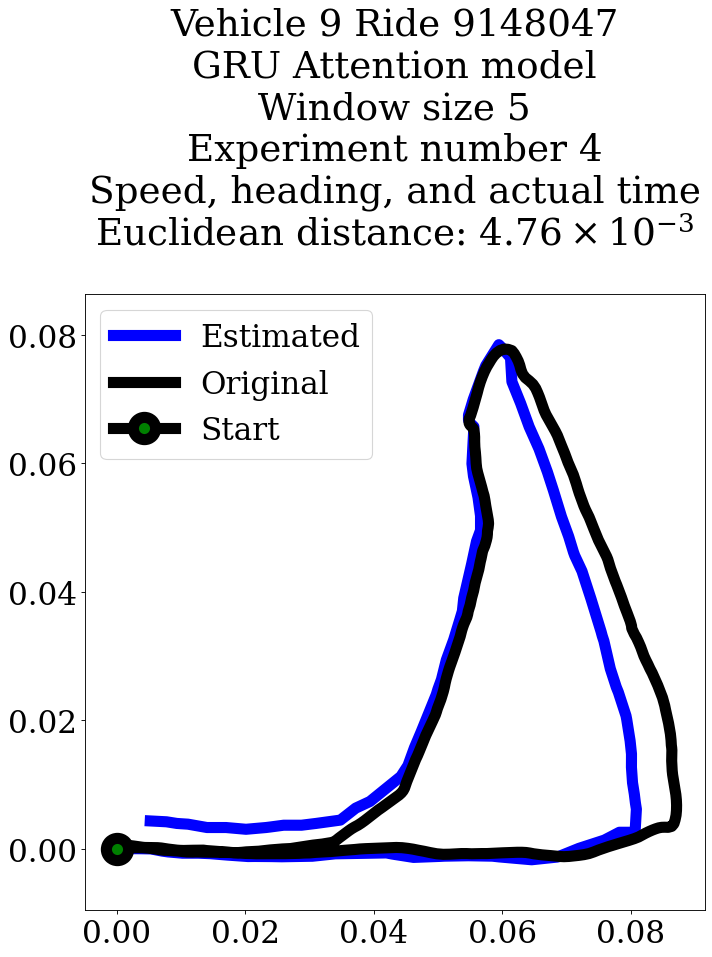 Vehicle 9 Ride 9148047
GRU Attention model
Window size 5
Experiment number 4
Speed, heading, and actual time
Euclidean distance: 4.76 × 10⁻³
Estimated
Original
Start
0.08
0.06
0.04
0.02
0.00
0.00 0.02 0.04 0.06 0.08